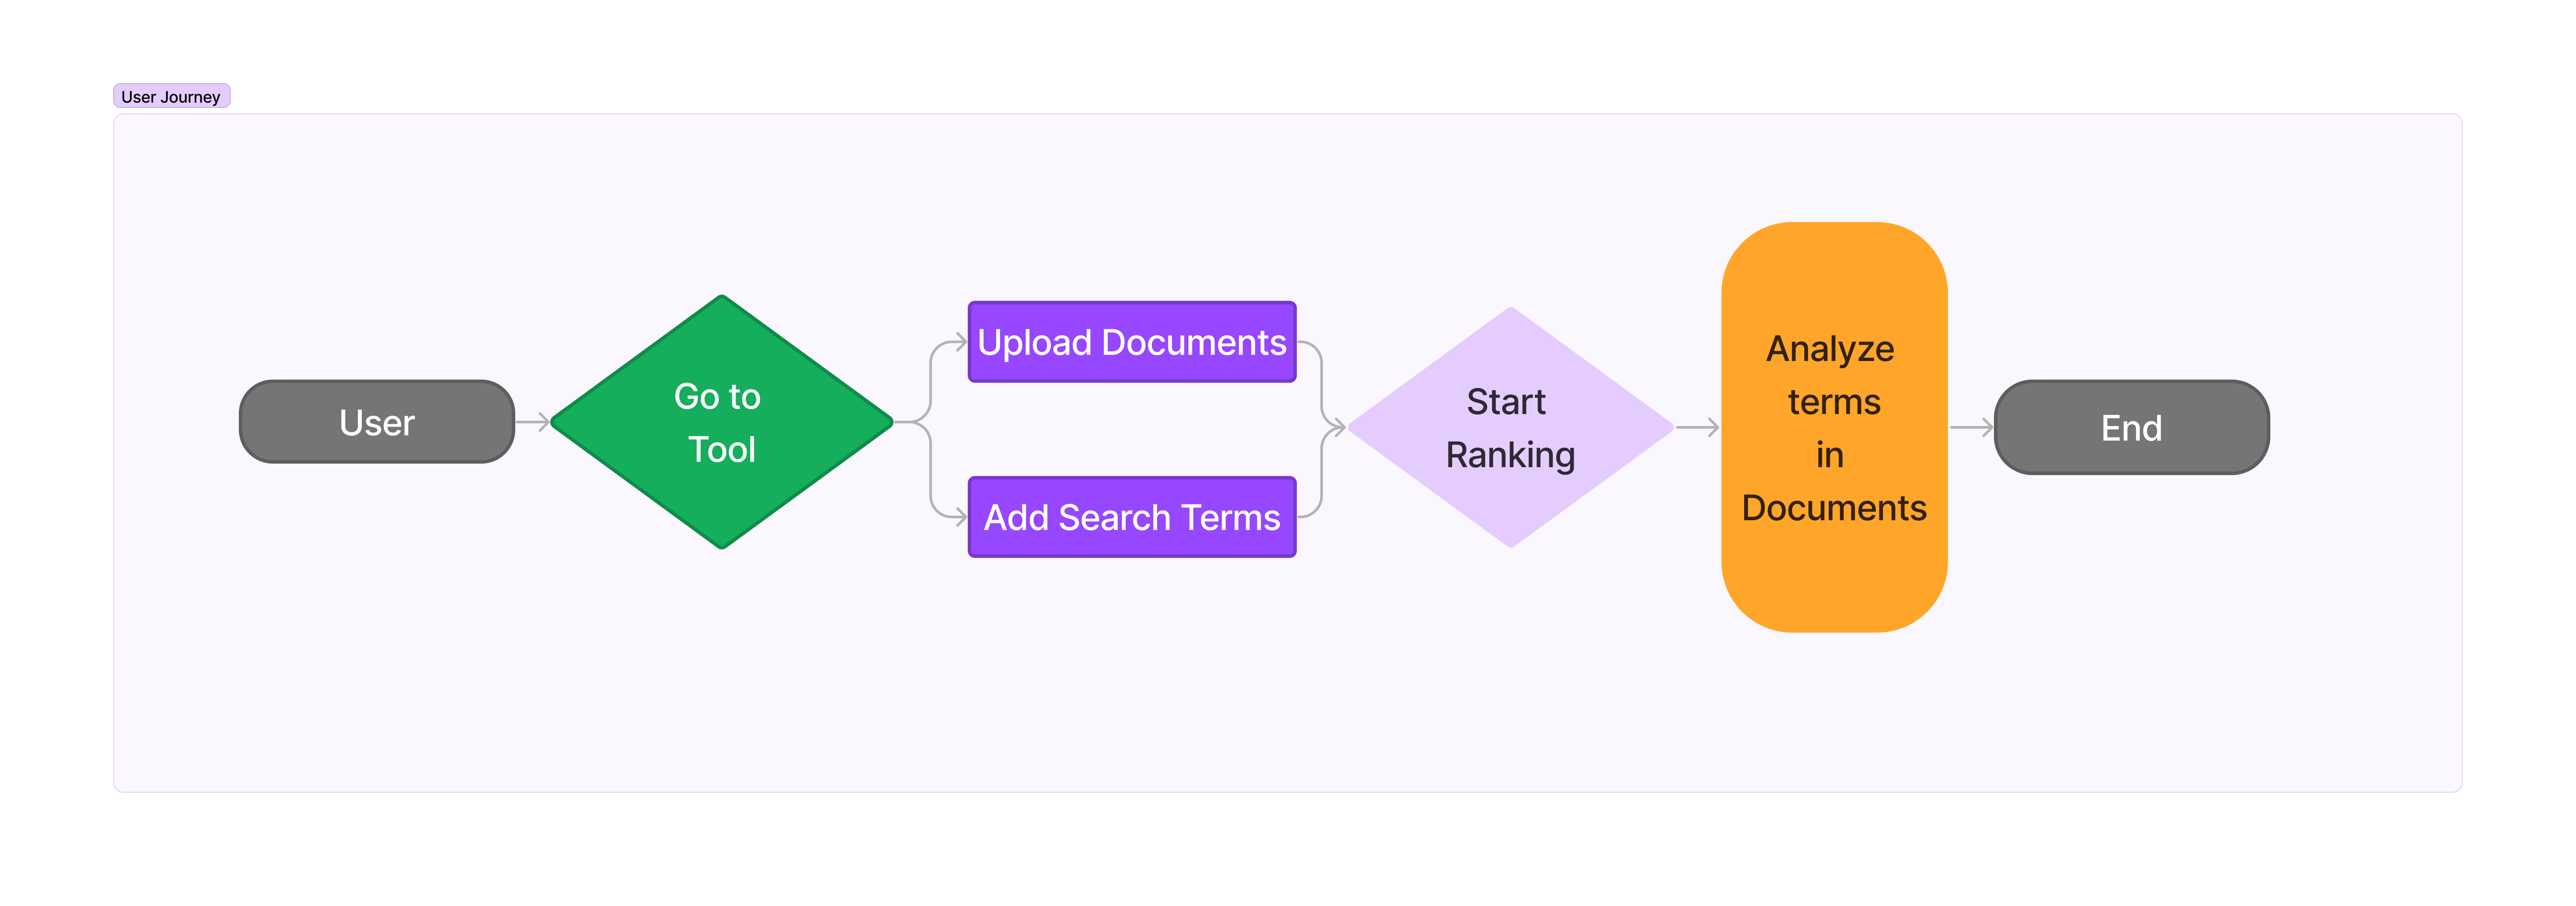 User Journey
User
Go to
Tool
Upload Documents
Add Search Terms
Start
Ranking
Analyze
terms
in
Documents
End